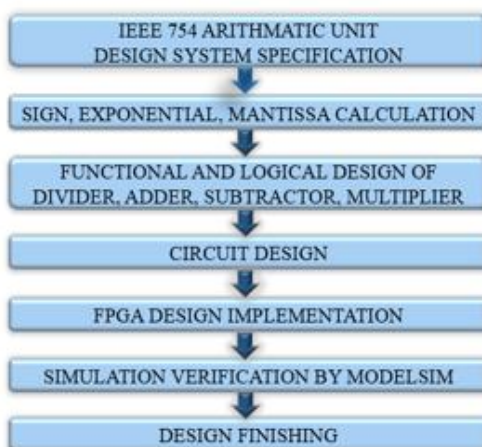 IEEE 754 ARITHMATIC UNIT
DESIGN SYSTEM SPECIFICATION
SIGN, EXPONENTIAL, MANTISSA CALCULATION
FUNCTIONAL AND LOGICAL DESIGN OF
DIVIDER, ADDER, SUBTRACTOR, MULTIPLIER
CIRCUIT DESIGN
FPGA DESIGN IMPLEMENTATION
SIMULATION VERIFICATION BY MODELSIM
DESIGN FINISHING